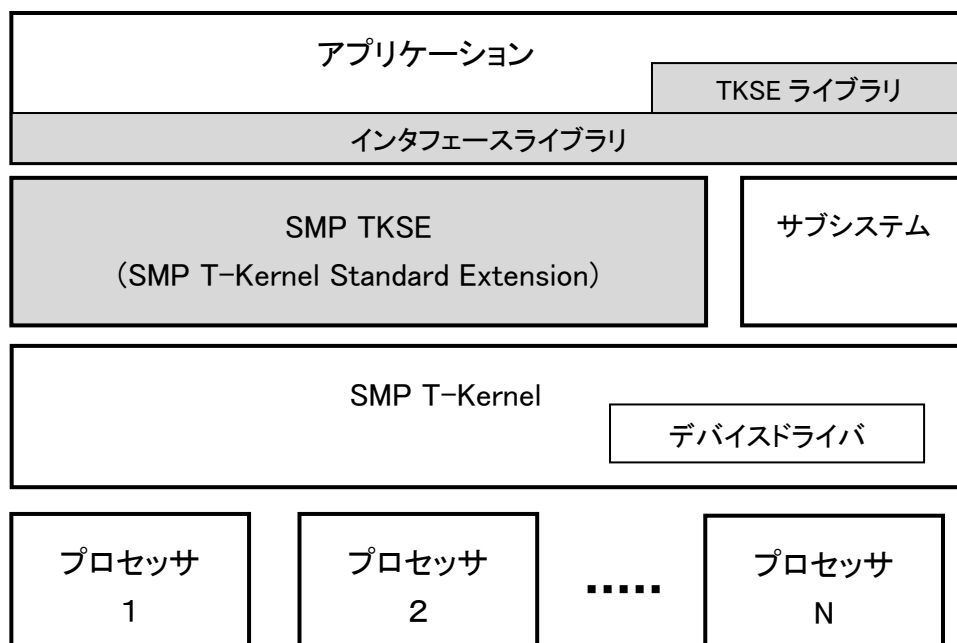 アプリケーション
TKSE ライブラリ
インタフェースライブラリ
SMP TKSE
（SMP T-Kernel Standard Extension）
サブシステム
SMP T-Kernel
デバイスドライバ
プロセッサ
1
プロセッサ
2
.....
プロセッサ
N